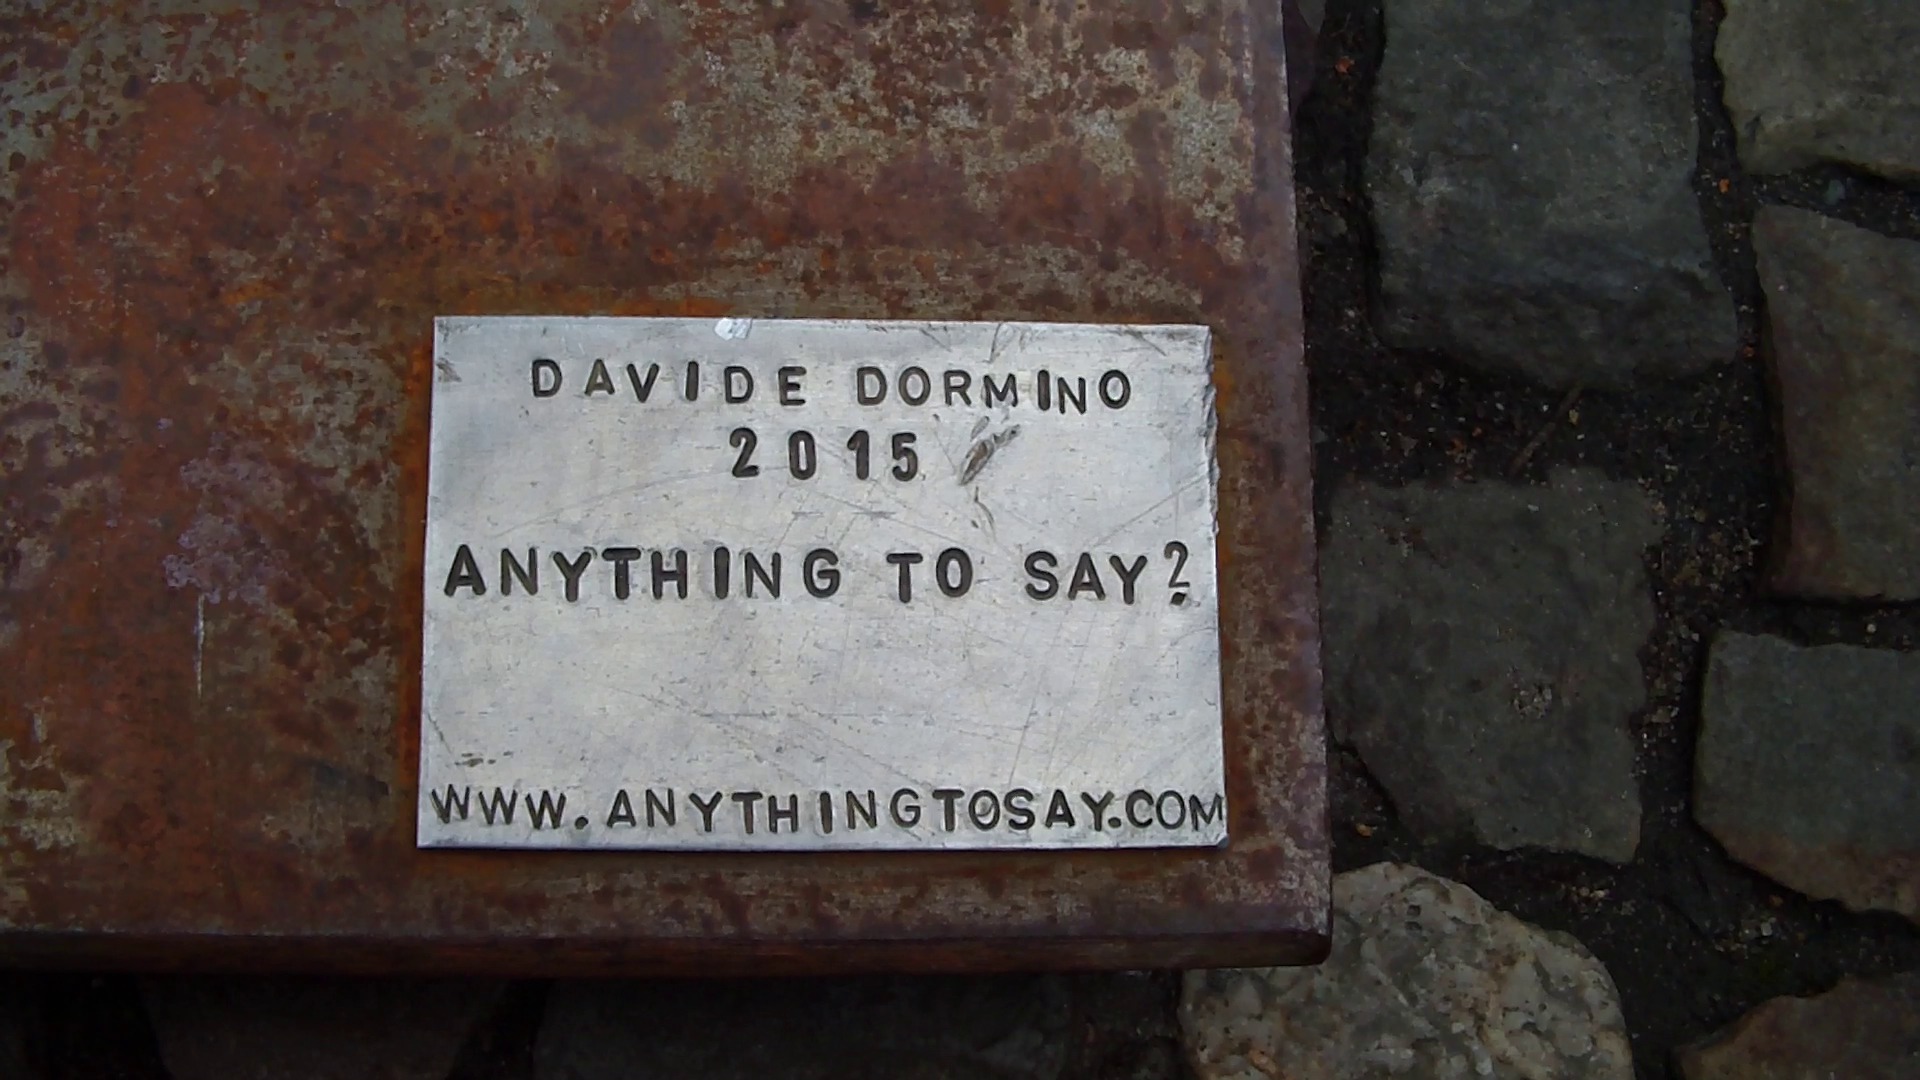 DAVIDE DORMINO
2015
ANYTHING TO SAY?
WWW.ANYTHINGTOSAY.COM